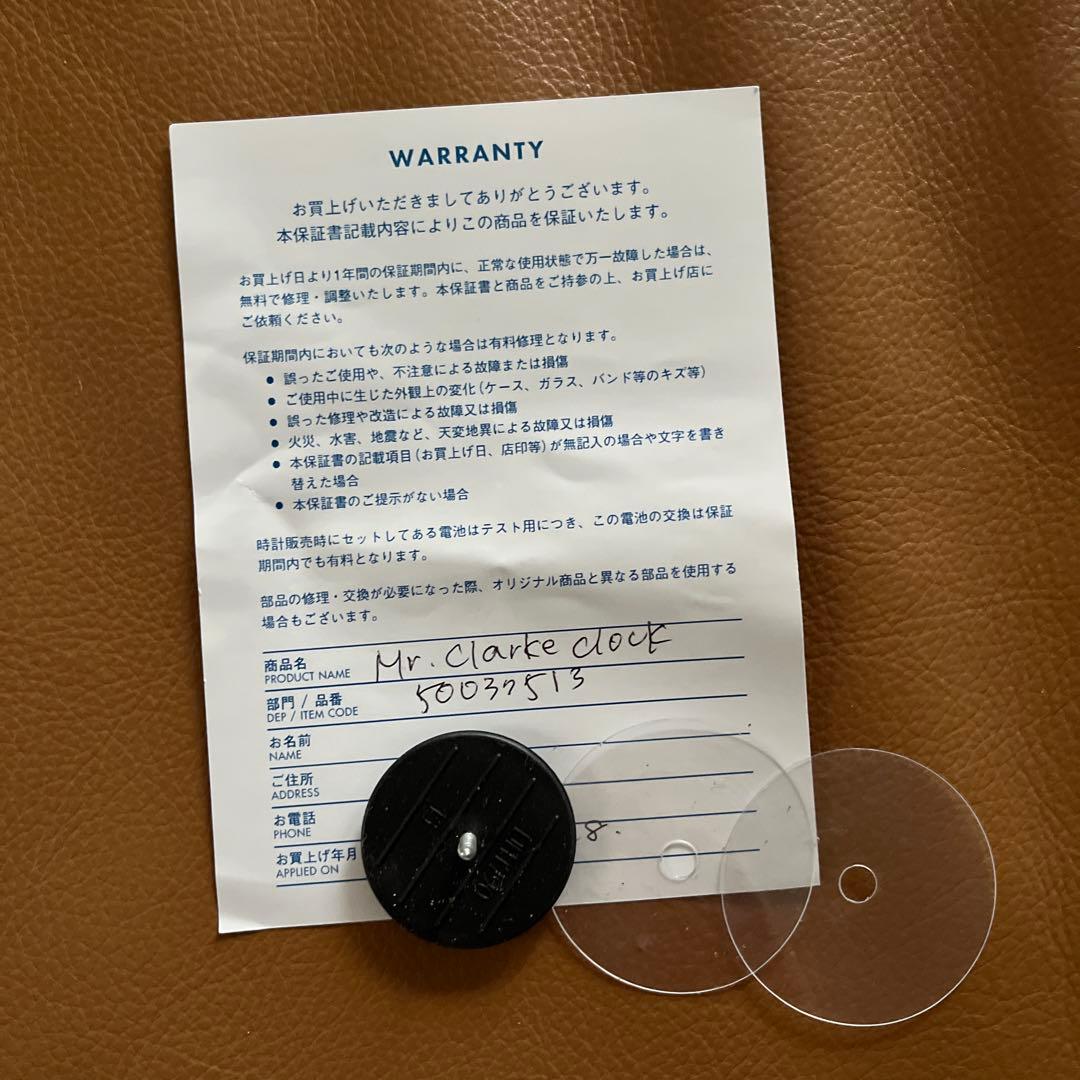 WARRANTY
お買上げいただきましてありがとうございます。
本保証書記載内容によりこの商品を保証いたします。
お買上げ日より1年間の保証期間内に、正常な使用状態で万一故障した場合は、
無料で修理・調整いたします。本保証書と商品をご持参の上、お買上げ店に
ご依頼ください。
保証期間内においても次のような場合は有料修理となります。
● 誤ったご使用や、不注意による故障または損傷
● ご使用中に生じた外観上の変化(ケース、ガラス、バンド等のキズ等)
● 誤った修理や改造による故障又は損傷
● 火災、水害、地震など、天変地異による故障又は損傷
● 本保証書の記載項目(お買上げ日、店印等)が無記入の場合や文字を書き
替えた場合
● 本保証書のご提示がない場合
時計販売時にセットしてある電池はテスト用につき、この電池の交換は保証
期間内でも有料となります。
部品の修理・交換が必要になった際、オリジナル商品と異なる部品を使用する
場合もございます。
商品名 Mr. Clarke clock
PRODUCT NAME
部門 / 品番 50037513
DEP / ITEM CODE
お名前
NAME
ご住所
ADDRESS
お電話
PHONE
8.
お買上げ年月
APPLIED ON